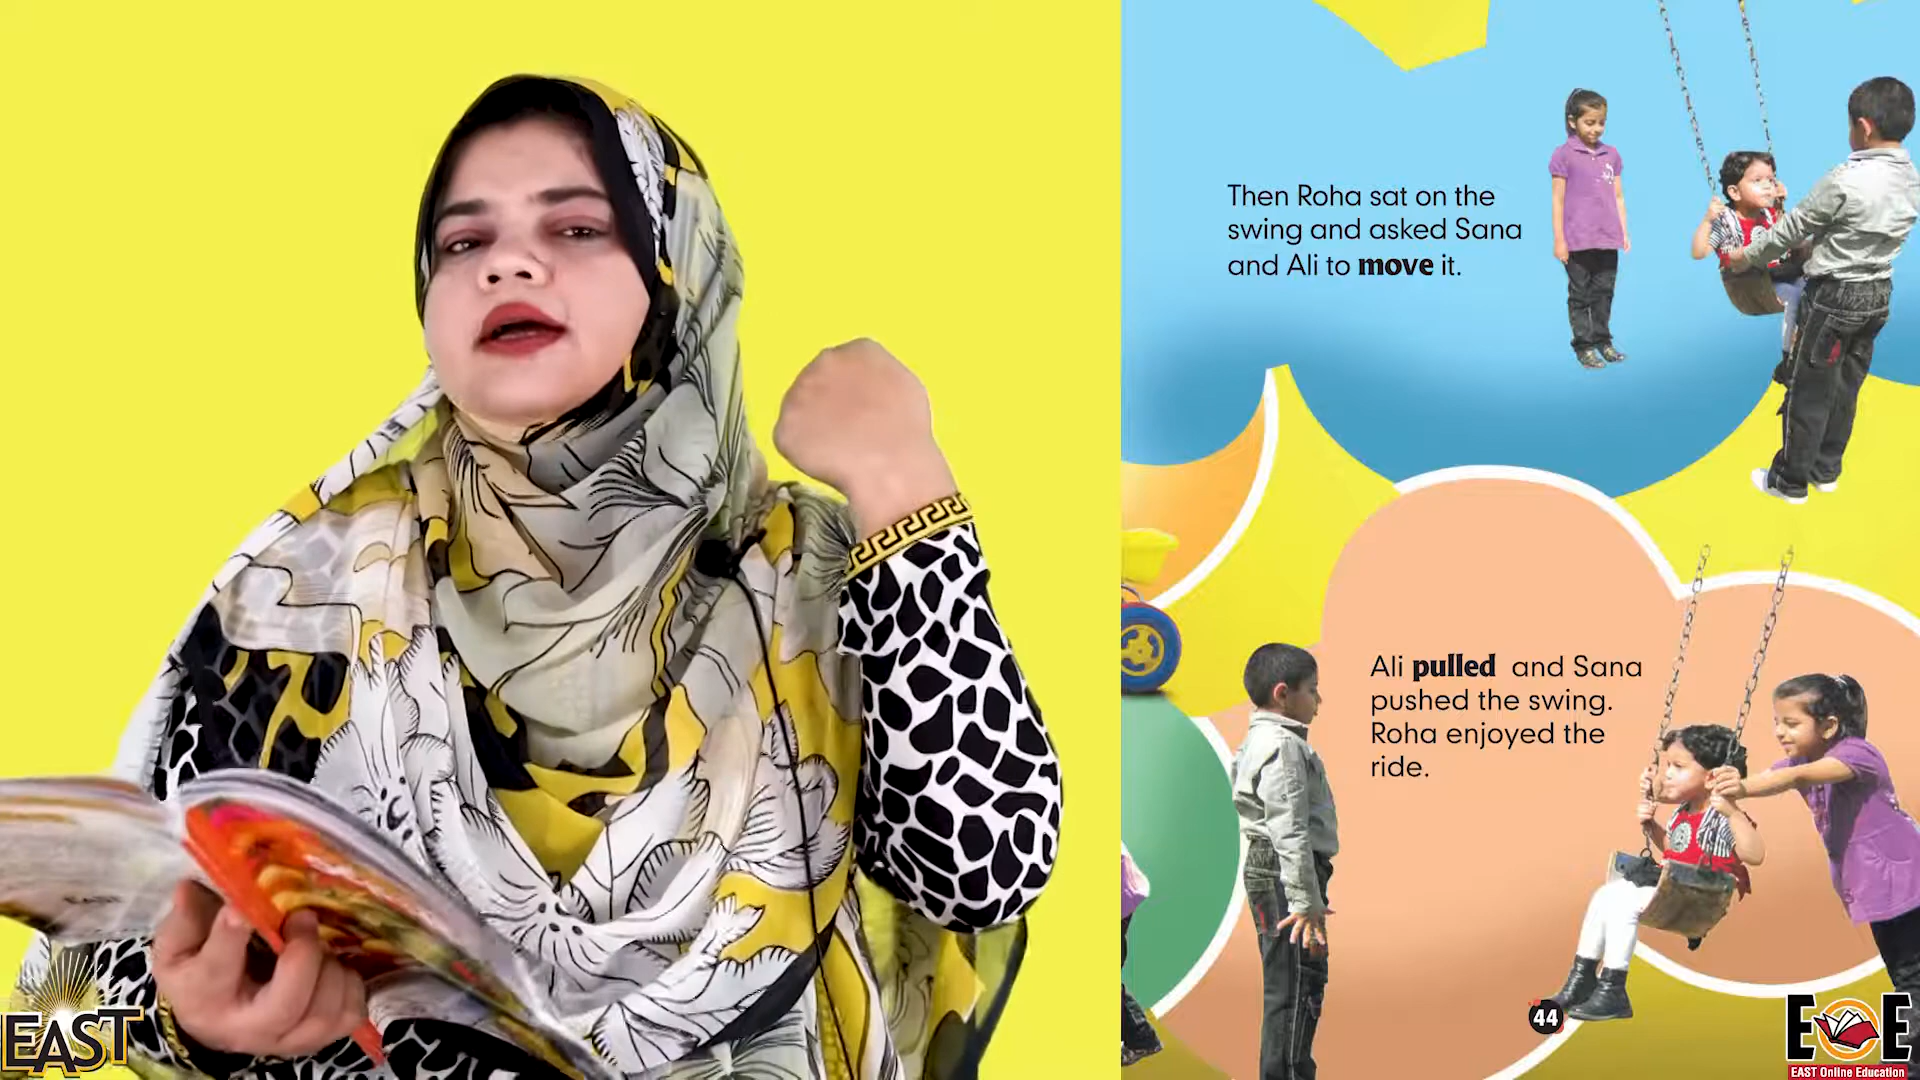 Then Roha sat on the
swing and asked Sana
and Ali to move it.
Ali pulled and Sana
pushed the swing.
Roha enjoyed the
ride.
44
EAST
EOE
EAST Online Education